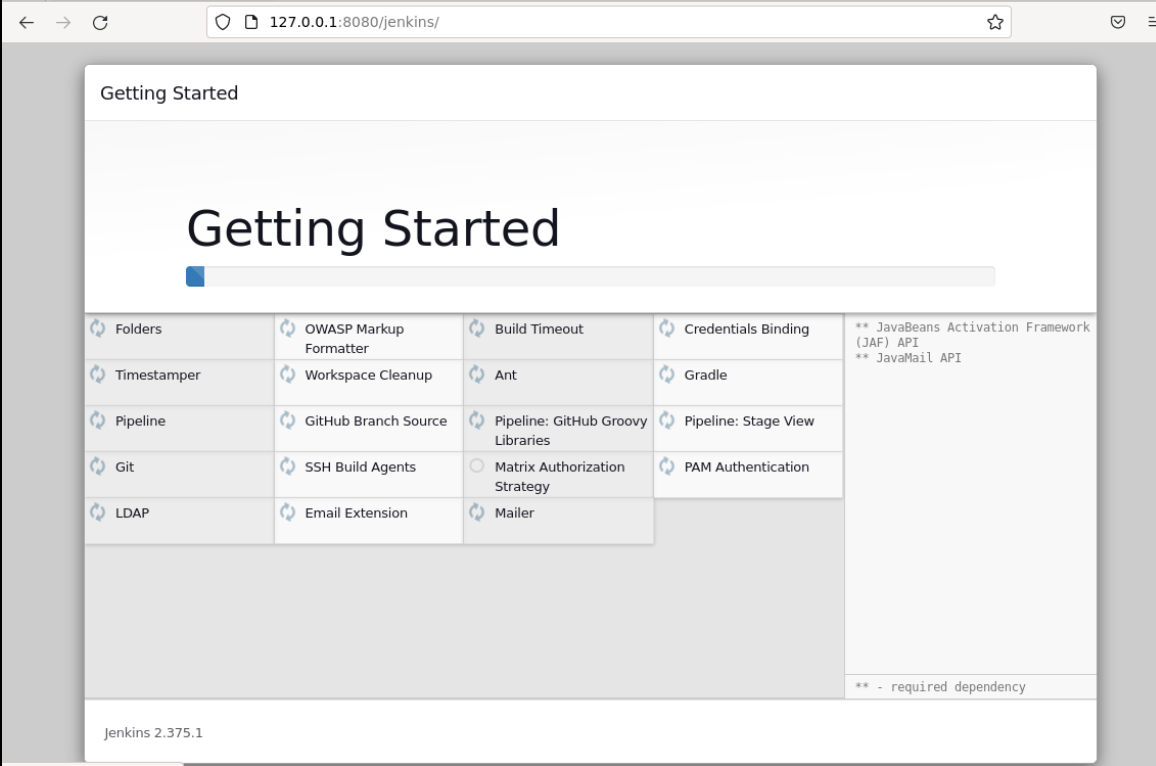 127.0.0.1:8080/jenkins/
Getting Started
Getting Started
Folders
OWASP Markup
Formatter
Build Timeout
Credentials Binding
Timestamper
Workspace Cleanup
Ant
Gradle
Pipeline
GitHub Branch Source
Pipeline: GitHub Groovy
Libraries
Pipeline: Stage View
Git
SSH Build Agents
Matrix Authorization
Strategy
PAM Authentication
LDAP
Email Extension
Mailer
** JavaBeans Activation Framework
(JAF) API
** JavaMail API
** - required dependency
Jenkins 2.375.1